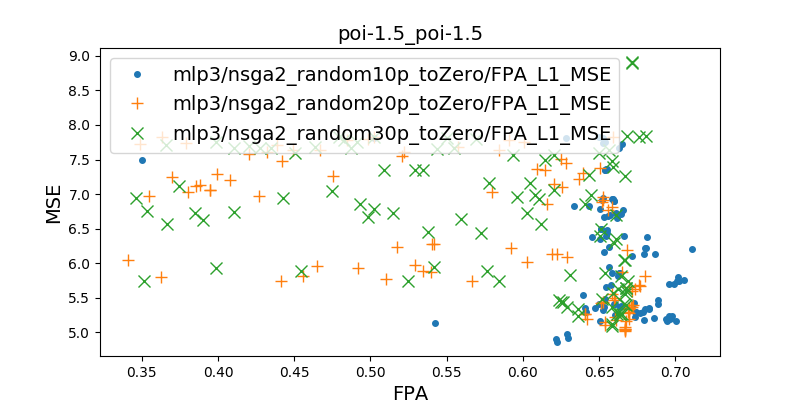 poi-1.5_poi-1.5
mlp3/nsga2_random10p_toZero/FPA_L1_MSE
mlp3/nsga2_random20p_toZero/FPA_L1_MSE
mlp3/nsga2_random30p_toZero/FPA_L1_MSE
9.0
8.5
8.0
7.5
7.0
6.5
6.0
5.5
5.0
MSE
0.35 0.40 0.45 0.50 0.55 0.60 0.65 0.70
FPA